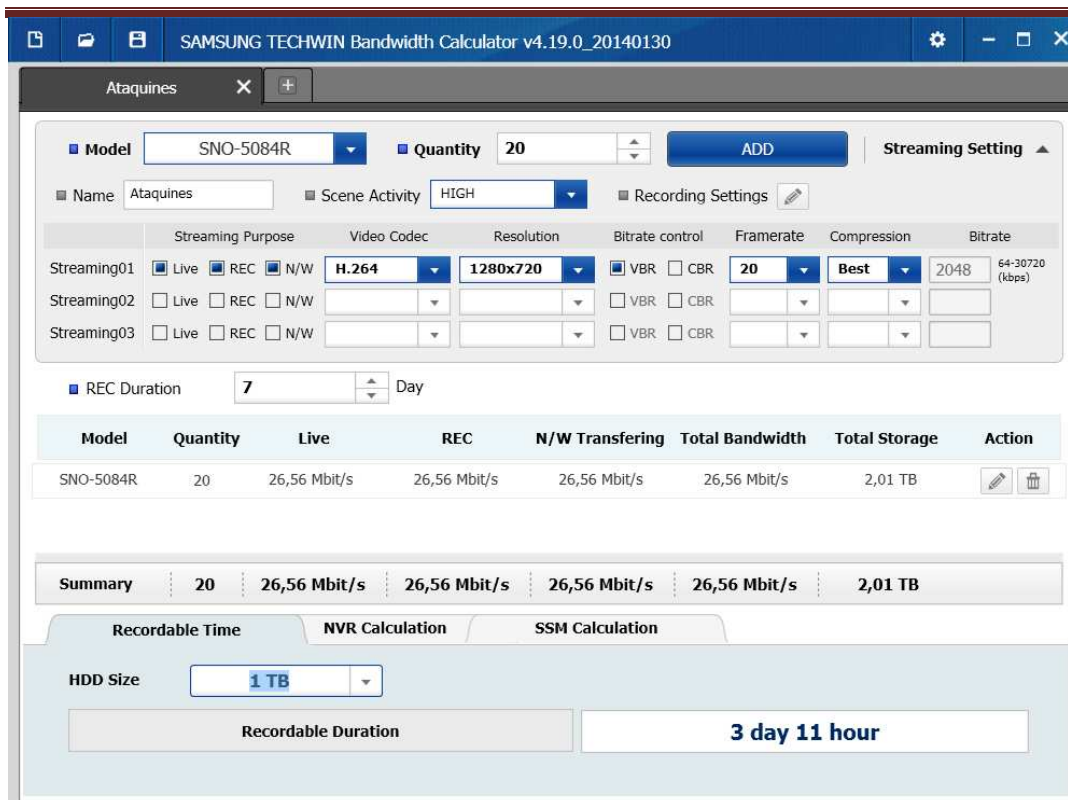 SAMSUNG TECHWIN Bandwidth Calculator v4.19.0_20140130
Ataquines
Model SNO-5084R Quantity 20 ADD Streaming Setting
Name Ataquines Scene Activity HIGH Recording Settings
Streaming Purpose Video Codec Resolution Bitrate control Framerate Compression Bitrate
Streaming01 Live REC N/W H.264 1280x720 VBR CBR 20 Best 2048 64-30720 (kbps)
Streaming02 Live REC N/W VBR CBR
Streaming03 Live REC N/W VBR CBR
REC Duration 7 Day
Model Quantity Live REC N/W Transfering Total Bandwidth Total Storage Action
SNO-5084R 20 26,56 Mbit/s 26,56 Mbit/s 26,56 Mbit/s 26,56 Mbit/s 2,01 TB
Summary 20 26,56 Mbit/s 26,56 Mbit/s 26,56 Mbit/s 26,56 Mbit/s 2,01 TB
Recordable Time NVR Calculation SSM Calculation
HDD Size 1 TB
Recordable Duration 3 day 11 hour